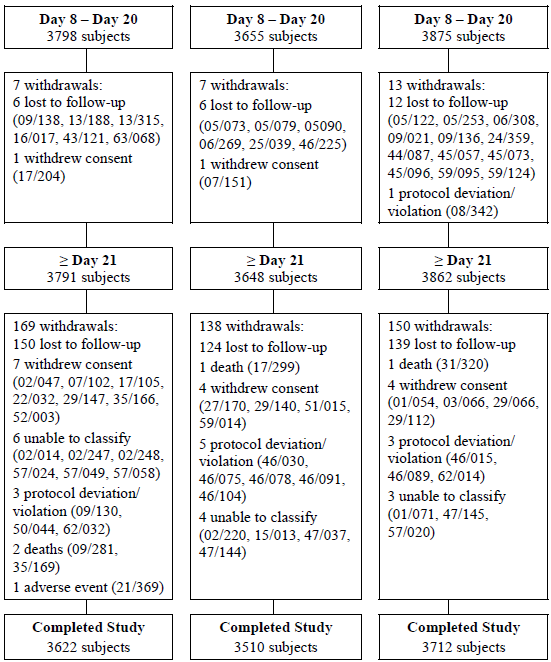 Day 8 – Day 20
3798 subjects
7 withdrawals:
6 lost to follow-up
(09/138, 13/188, 13/315,
16/017, 43/121, 63/068)
1 withdrew consent
(17/204)
≥ Day 21
3791 subjects
169 withdrawals:
150 lost to follow-up
7 withdrew consent
(02/047, 07/102, 17/105,
22/032, 29/147, 35/166,
52/003)
6 unable to classify
(02/014, 02/247, 02/248,
57/024, 57/049, 57/058)
3 protocol deviation/
violation (09/130,
50/044, 62/032)
2 deaths (09/281,
35/169)
1 adverse event (21/369)
Completed Study
3622 subjects
Day 8 – Day 20
3655 subjects
7 withdrawals:
6 lost to follow-up
(05/073, 05/079, 05090,
06/269, 25/039, 46/225)
1 withdrew consent
(07/151)
≥ Day 21
3648 subjects
138 withdrawals:
124 lost to follow-up
1 death (17/299)
4 withdrew consent
(27/170, 29/140, 51/015,
59/014)
5 protocol deviation/
violation (46/030,
46/075, 46/078, 46/091,
46/104)
4 unable to classify
(02/220, 15/013, 47/037,
47/144)
Completed Study
3510 subjects
Day 8 – Day 20
3875 subjects
13 withdrawals:
12 lost to follow-up
(05/122, 05/253, 06/308,
09/021, 09/136, 24/359,
44/087, 45/057, 45/073,
45/096, 59/095, 59/124)
1 protocol deviation/
violation (08/342)
≥ Day 21
3862 subjects
150 withdrawals:
139 lost to follow-up
1 death (31/320)
4 withdrew consent
(01/054, 03/066, 29/066,
29/112)
3 protocol deviation/
violation (46/015,
46/089, 62/014)
3 unable to classify
(01/071, 47/145,
57/020)
Completed Study
3712 subjects